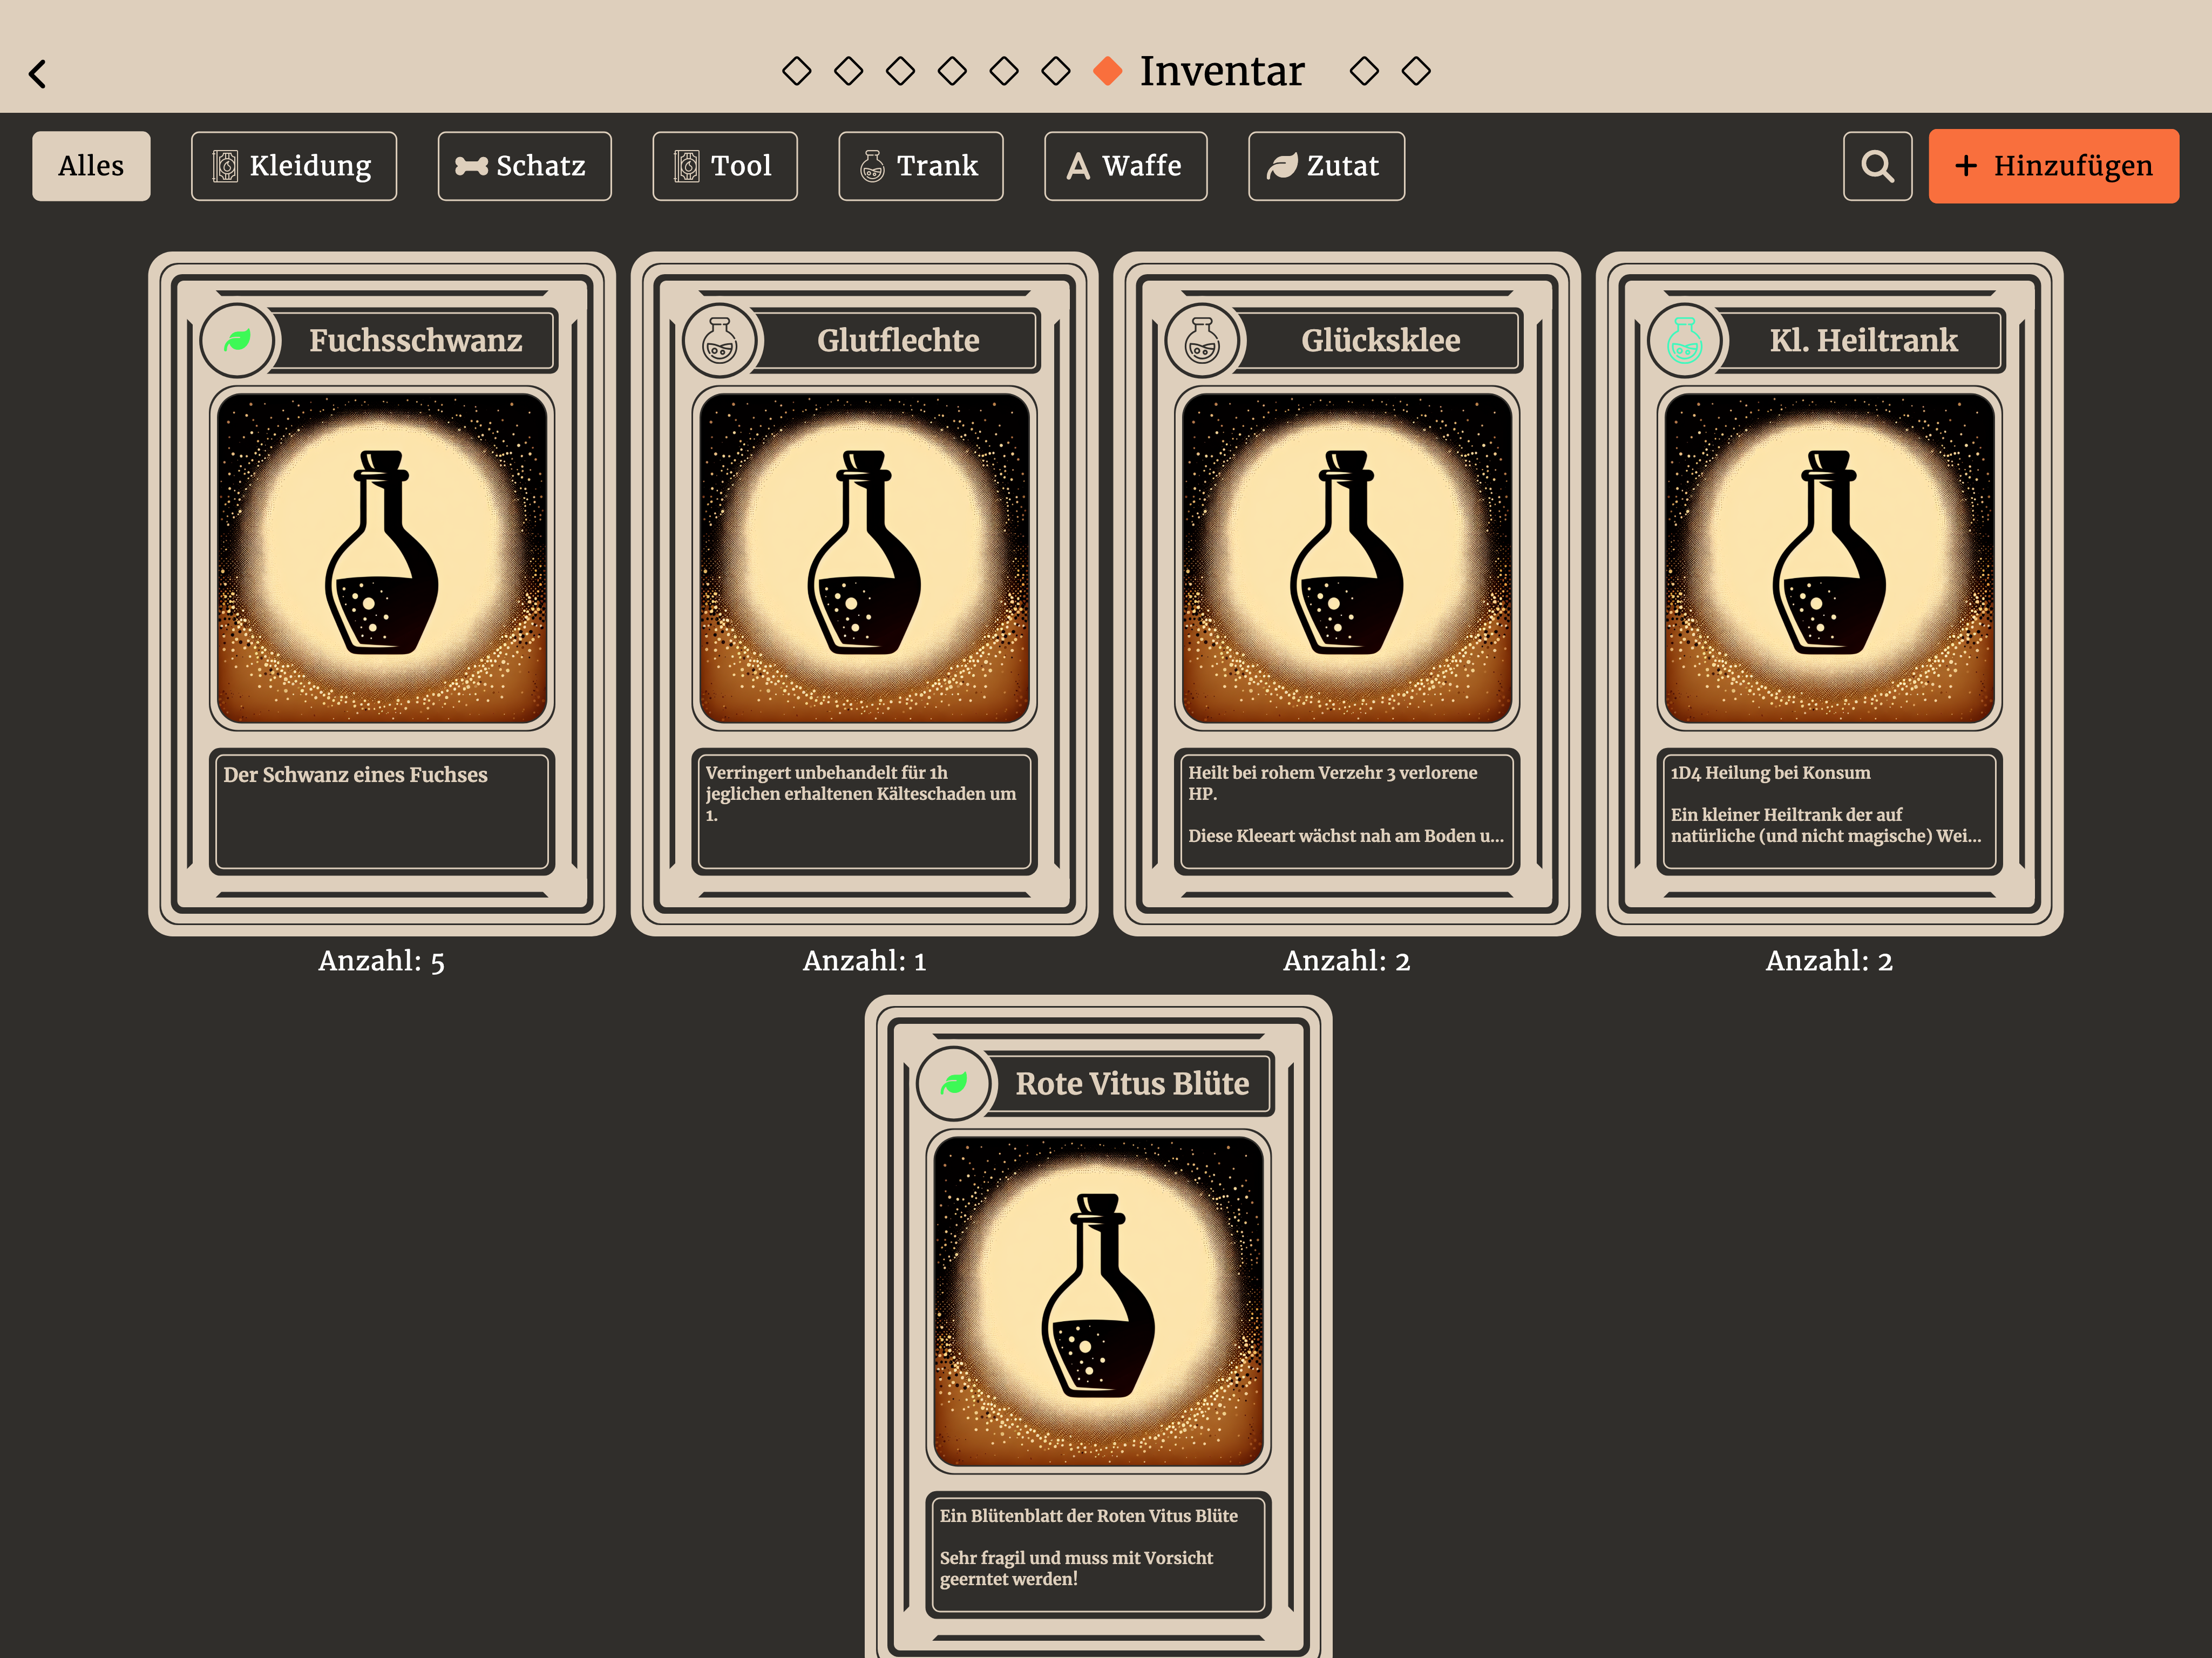 Inventar
Alles
Kleidung
Schatz
Tool
Trank
Waffe
Zutat
+ Hinzufügen
Fuchsschwanz
Der Schwanz eines Fuchses
Anzahl: 5
Glutflechte
Verringert unbehandelt für 1h
jeglichen erhaltenen Kälteschaden um
1.
Anzahl: 1
Glücksklee
Heilt bei rohem Verzehr 3 verlorene
HP.
Diese Kleeart wächst nah am Boden u...
Anzahl: 2
Kl. Heiltrank
1D4 Heilung bei Konsum
Ein kleiner Heiltrank der auf
natürliche (und nicht magische) Wei...
Anzahl: 2
Rote Vitus Blüte
Ein Blütenblatt der Roten Vitus Blüte
Sehr fragil und muss mit Vorsicht
geerntet werden!